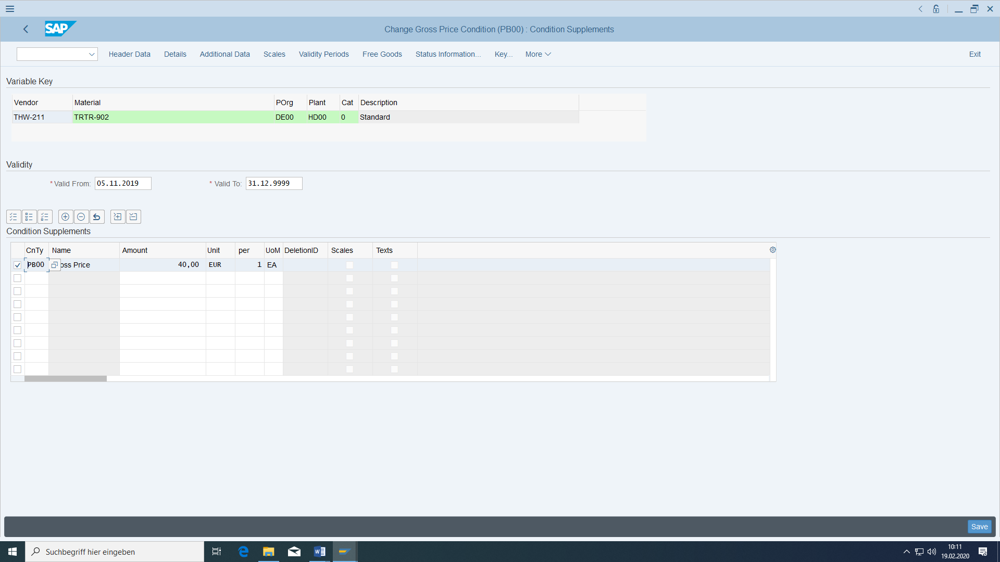 SAP
Change Gross Price Condition (PB00) : Condition Supplements
Header Data Details Additional Data Scales Validity Periods Free Goods Status Information... Key... More Exit
Variable Key
Vendor Material POrg Plant Cat Description
THW-211 TRTR-902 DE00 HD00 0 Standard
Validity
* Valid From: 05.11.2019 * Valid To: 31.12.9999
Condition Supplements
CnTy Name Amount Unit per UoM DeletionID Scales Texts
PB00 oss Price 40,00 EUR 1 EA
Save
Suchbegriff hier eingeben
10:11
19.02.2020